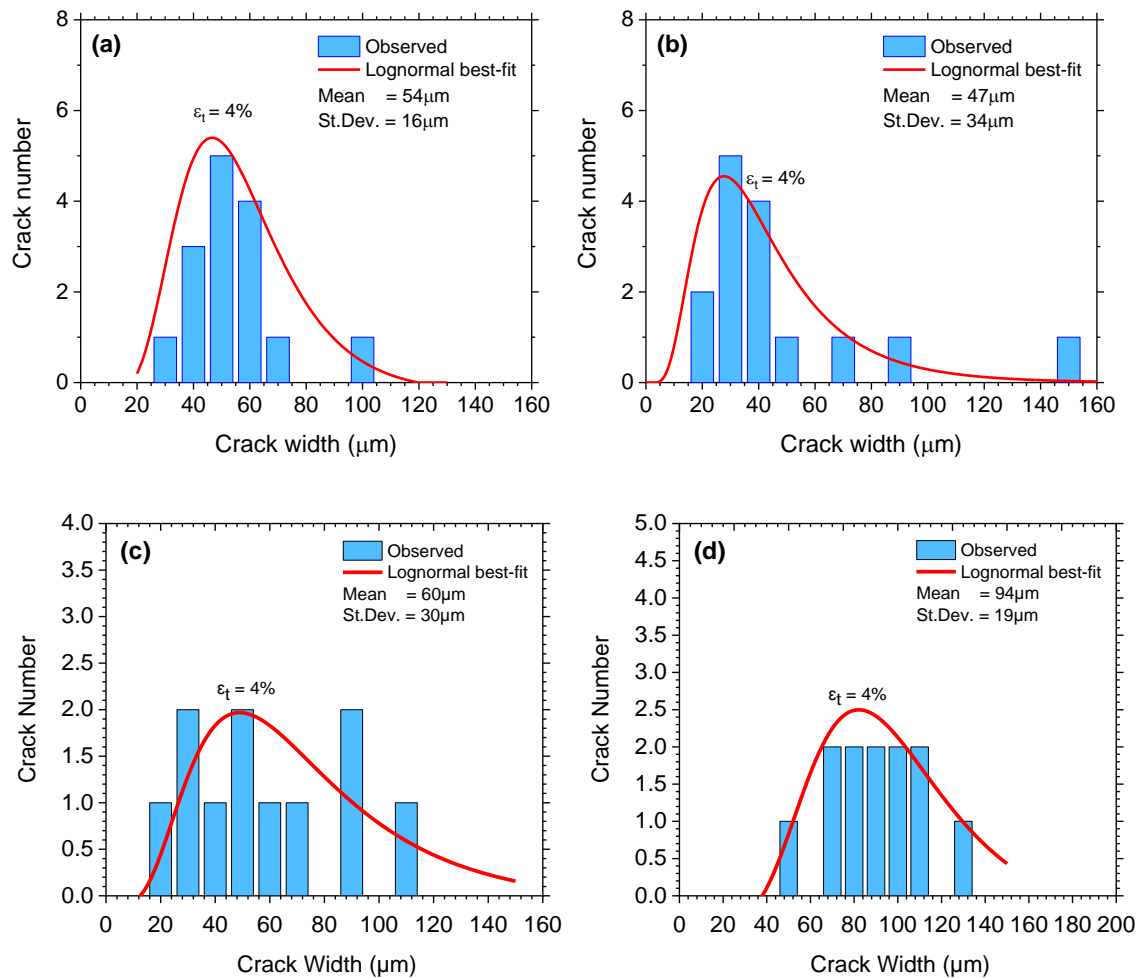 (a)
Observed
Lognormal best-fit
Mean = 54μm
St.Dev. = 16μm
εt = 4%
8
6
4
2
0
Crack number
0 20 40 60 80 100 120 140 160
Crack width (μm)
(b)
Observed
Lognormal best-fit
Mean = 47μm
St.Dev. = 34μm
εt = 4%
8
6
4
2
0
Crack number
0 20 40 60 80 100 120 140 160
Crack width (μm)
(c)
Observed
Lognormal best-fit
Mean = 60μm
St.Dev. = 30μm
εt = 4%
4.0
3.5
3.0
2.5
2.0
1.5
1.0
0.5
0.0
Crack Number
0 20 40 60 80 100 120 140 160
Crack Width (μm)
(d)
Observed
Lognormal best-fit
Mean = 94μm
St.Dev. = 19μm
εt = 4%
5.0
4.5
4.0
3.5
3.0
2.5
2.0
1.5
1.0
0.5
0.0
Crack Number
0 20 40 60 80 100 120 140 160 180 200
Crack Width (μm)